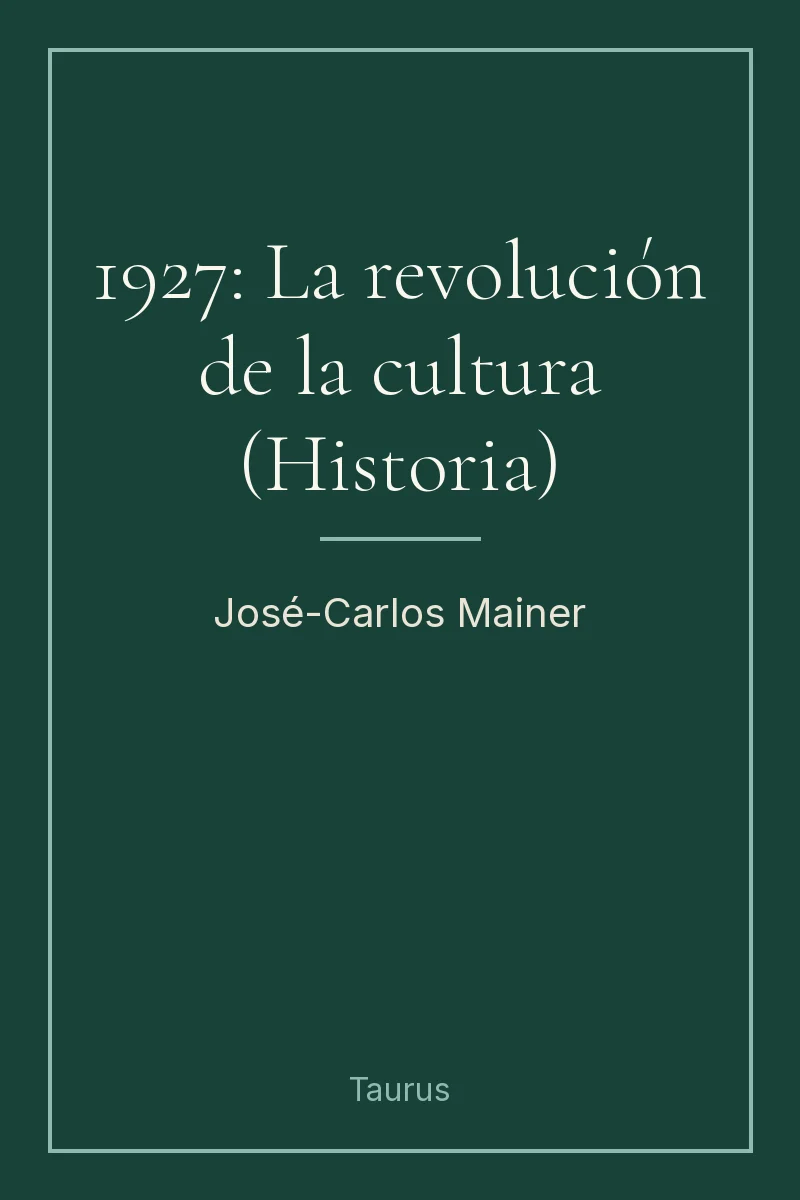 1927: La revolución
de la cultura
(Historia)
José-Carlos Mainer
Taurus